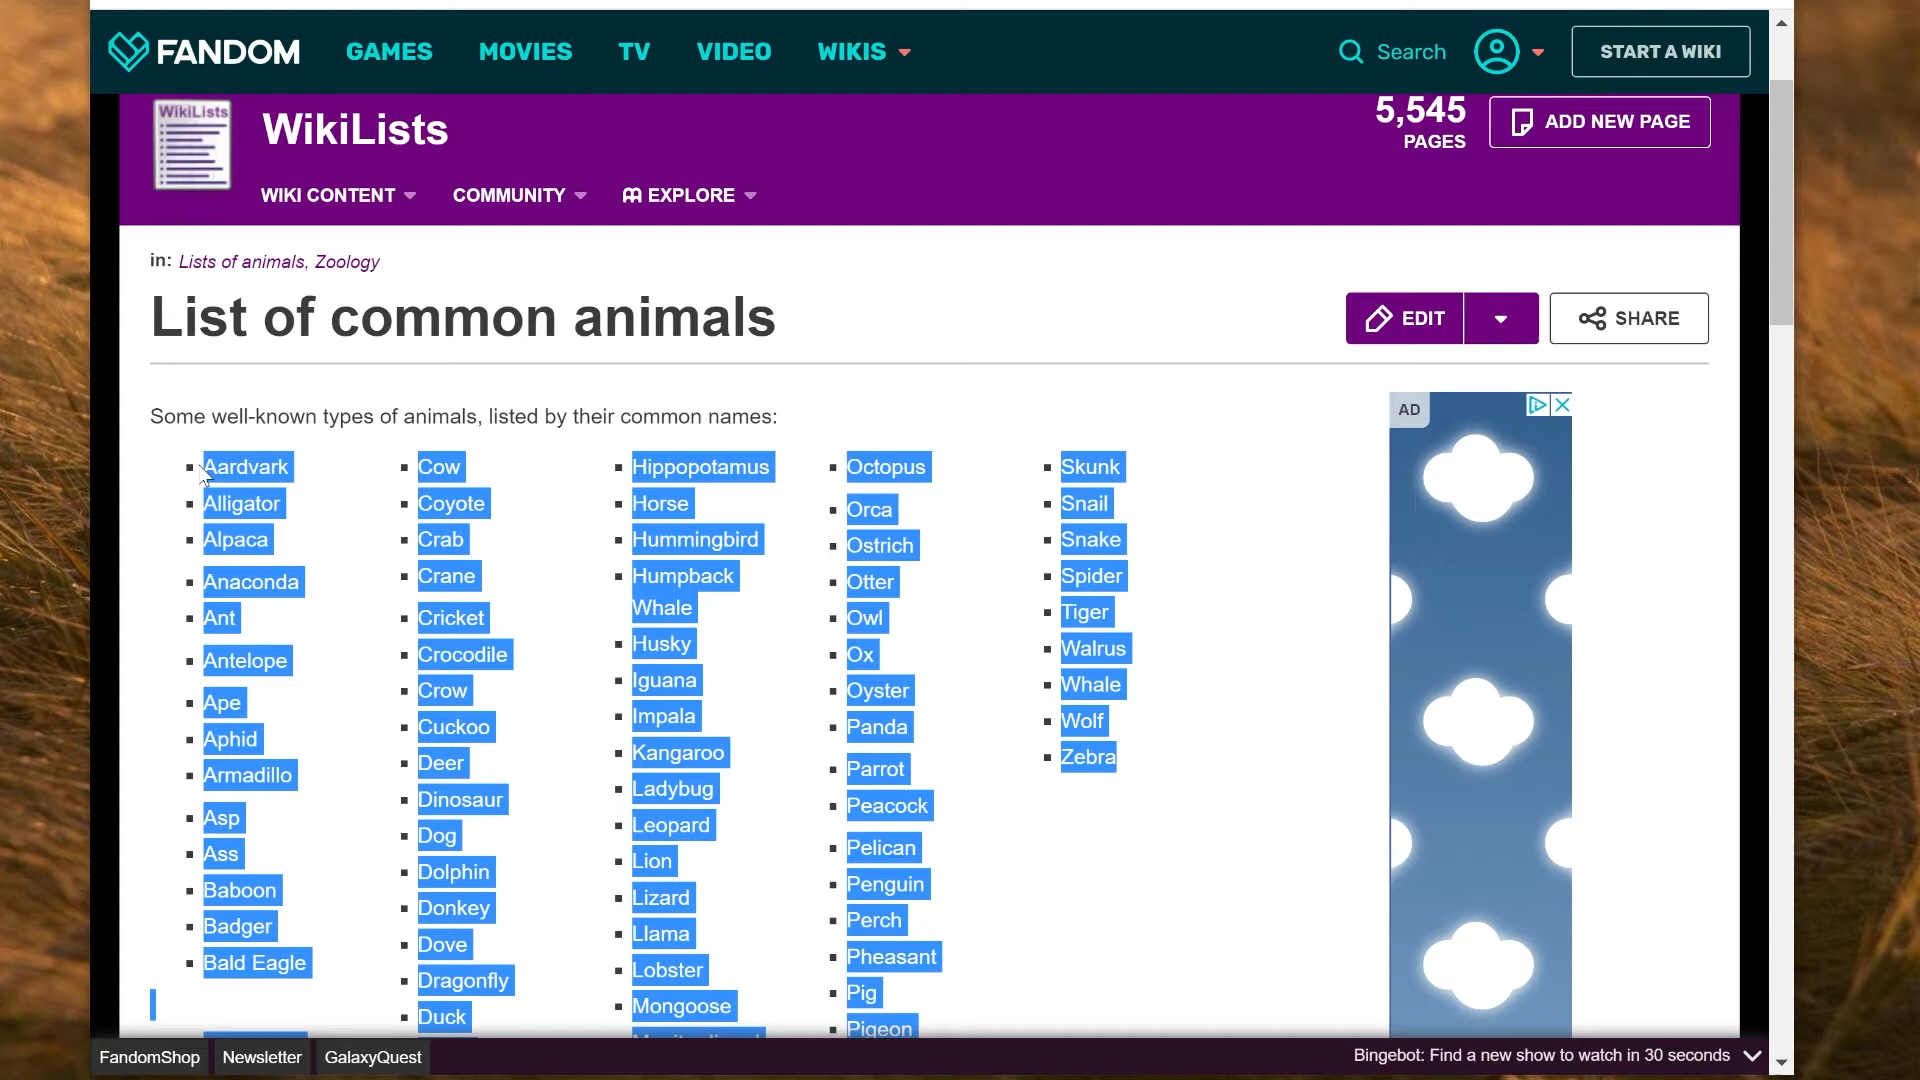 FANDOM
GAMES
MOVIES
TV
VIDEO
WIKIS
Search
START A WIKI
WikiLists
WikiLists
5,545
PAGES
ADD NEW PAGE
WIKI CONTENT
COMMUNITY
EXPLORE
in: Lists of animals, Zoology
List of common animals
EDIT
SHARE
Some well-known types of animals, listed by their common names:
Aardvark
Alligator
Alpaca
Anaconda
Ant
Antelope
Ape
Aphid
Armadillo
Asp
Ass
Baboon
Badger
Bald Eagle
Cow
Coyote
Crab
Crane
Cricket
Crocodile
Crow
Cuckoo
Deer
Dinosaur
Dog
Dolphin
Donkey
Dove
Dragonfly
Duck
Hippopotamus
Horse
Hummingbird
Humpback
Whale
Husky
Iguana
Impala
Kangaroo
Ladybug
Leopard
Lion
Lizard
Llama
Lobster
Mongoose
Octopus
Orca
Ostrich
Otter
Owl
Ox
Oyster
Panda
Parrot
Peacock
Pelican
Penguin
Perch
Pheasant
Pig
Pigeon
Skunk
Snail
Snake
Spider
Tiger
Walrus
Whale
Wolf
Zebra
AD
FandomShop
Newsletter
GalaxyQuest
Bingebot: Find a new show to watch in 30 seconds